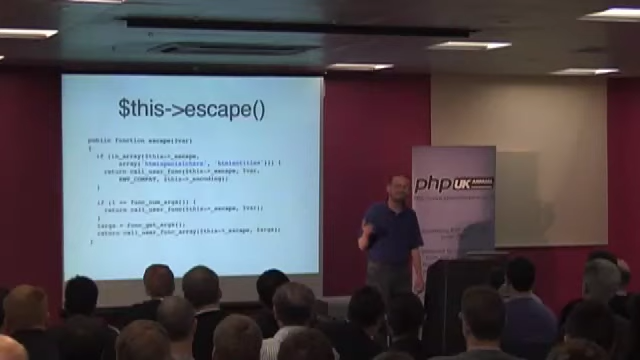 $this->escape()
public function escape($var)
{
if (in_array($this->_escape,
array('htmlspecialchars', 'htmlentities'))) {
return call_user_func($this->_escape, $var,
ENT_COMPAT, $this->_encoding);
}
if (1 == func_num_args()) {
return call_user_func($this->_escape, $var);
}
$args = func_get_args();
return call_user_func_array($this->_escape, $args);
}
php UK